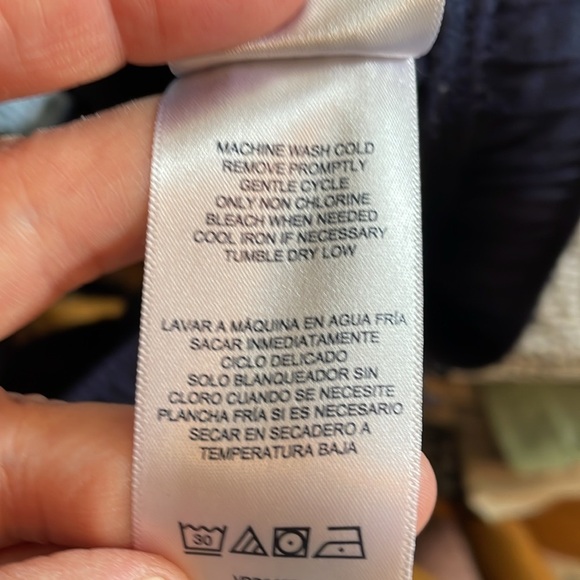 MACHINE WASH COLD
REMOVE PROMPTLY
GENTLE CYCLE
ONLY NON CHLORINE
BLEACH WHEN NEEDED
COOL IRON IF NECESSARY
TUMBLE DRY LOW
LAVAR A MÁQUINA EN AGUA FRÍA
SACAR INMEDIATAMENTE
CICLO DELICADO
SOLO BLANQUEADOR SIN
CLORO CUANDO SE NECESITE
PLANCHA FRÍA SI ES NECESARIO
SECAR EN SECADERO A
TEMPERATURA BAJA
30